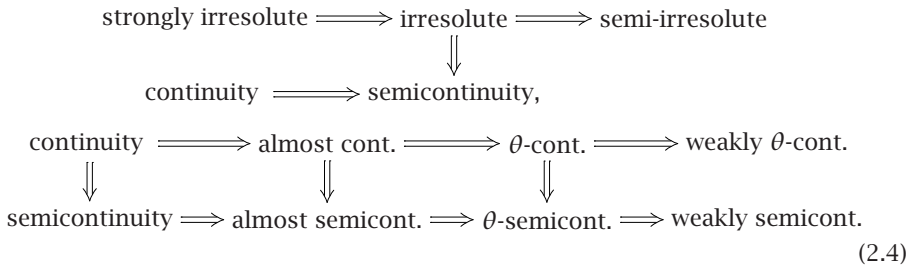 strongly irresolute ⟹ irresolute ⟹ semi-irresolute
⇓
continuity ⟹ semicontinuity,
continuity ⟹ almost cont. ⟹ θ-cont. ⟹ weakly θ-cont.
⇓ ⇓ ⇓
semicontinuity ⟹ almost semicont. ⟹ θ-semicont. ⟹ weakly semicont.
(2.4)